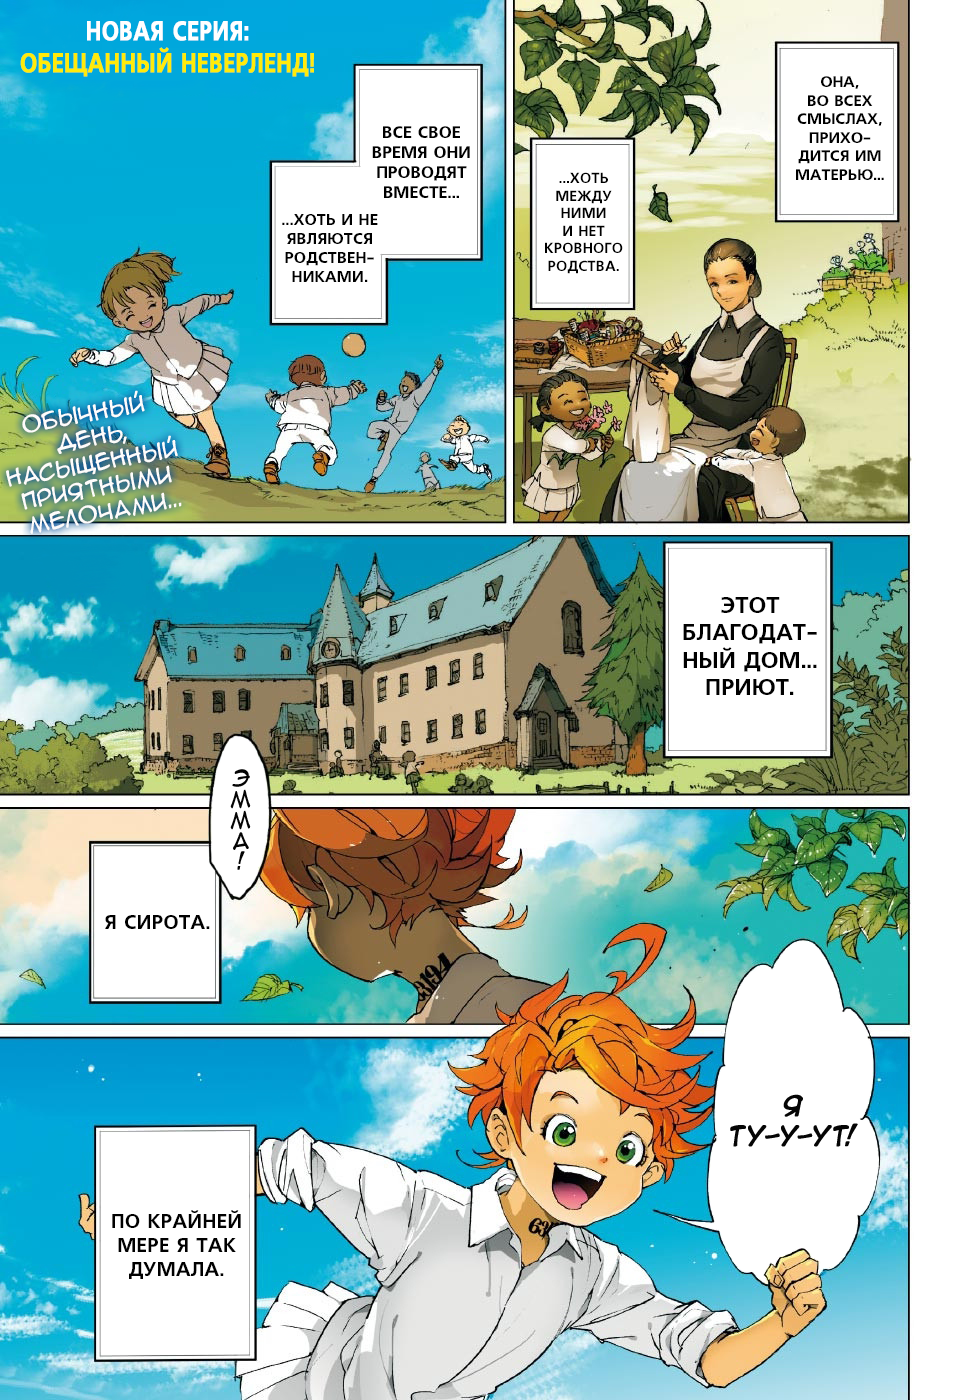 НОВАЯ СЕРИЯ:
ОБЕЩАННЫЙ НЕВЕРЛЕНД!
ОНА,
ВО ВСЕХ
СМЫСЛАХ,
ПРИХО-
ДИТСЯ ИМ
МАТЕРЬЮ...
...ХОТЬ
МЕЖДУ
НИМИ
И НЕТ
КРОВНОГО
РОДСТВА.
ВСЕ СВОЕ
ВРЕМЯ ОНИ
ПРОВОДЯТ
ВМЕСТЕ...
...ХОТЬ И НЕ
ЯВЛЯЮТСЯ
РОДСТВЕН-
НИКАМИ.
ОБЫЧНЫЙ
ДЕНЬ,
НАСЫЩЕННЫЙ
ПРИЯТНЫМИ
МЕЛОЧАМИ...
ЭТОТ
БЛАГОДАТ-
НЫЙ ДОМ...
ПРИЮТ.
ЭММА!
Я СИРОТА.
63194
Я
ТУ-У-УТ!
63
ПО КРАЙНЕЙ
МЕРЕ Я ТАК
ДУМАЛА.